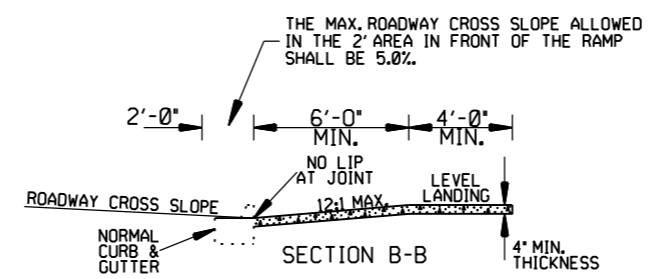 THE MAX. ROADWAY CROSS SLOPE ALLOWED
IN THE 2' AREA IN FRONT OF THE RAMP
SHALL BE 5.0%.
2'-0" 6'-0" 4'-0"
MIN. MIN.
NO LIP
AT JOINT
LEVEL
LANDING
ROADWAY CROSS SLOPE
12:1 MAX.
NORMAL
CURB &
GUTTER
SECTION B-B
4" MIN.
THICKNESS